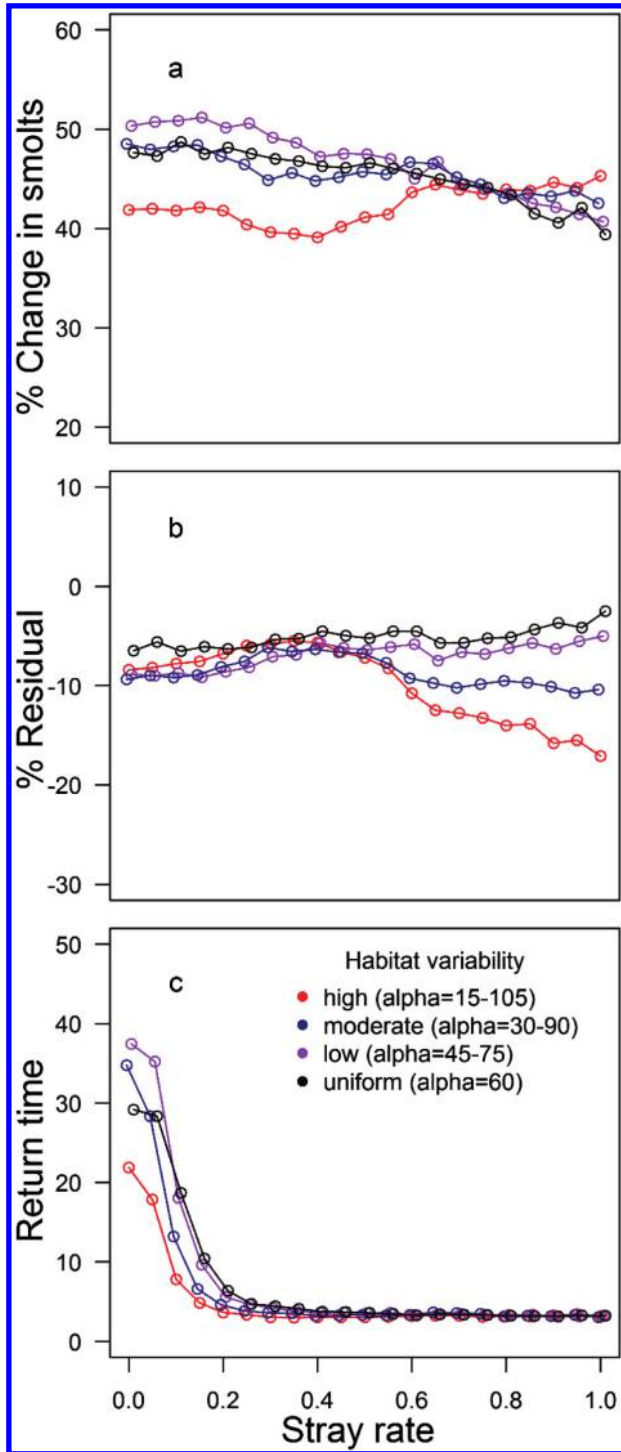 a
60
50
40
30
20
% Change in smolts
b
10
0
-10
-20
-30
% Residual
c
50
40
30
20
10
0
Return time
Habitat variability
high (alpha=15-105)
moderate (alpha=30-90)
low (alpha=45-75)
uniform (alpha=60)
0.0 0.2 0.4 0.6 0.8 1.0
Stray rate